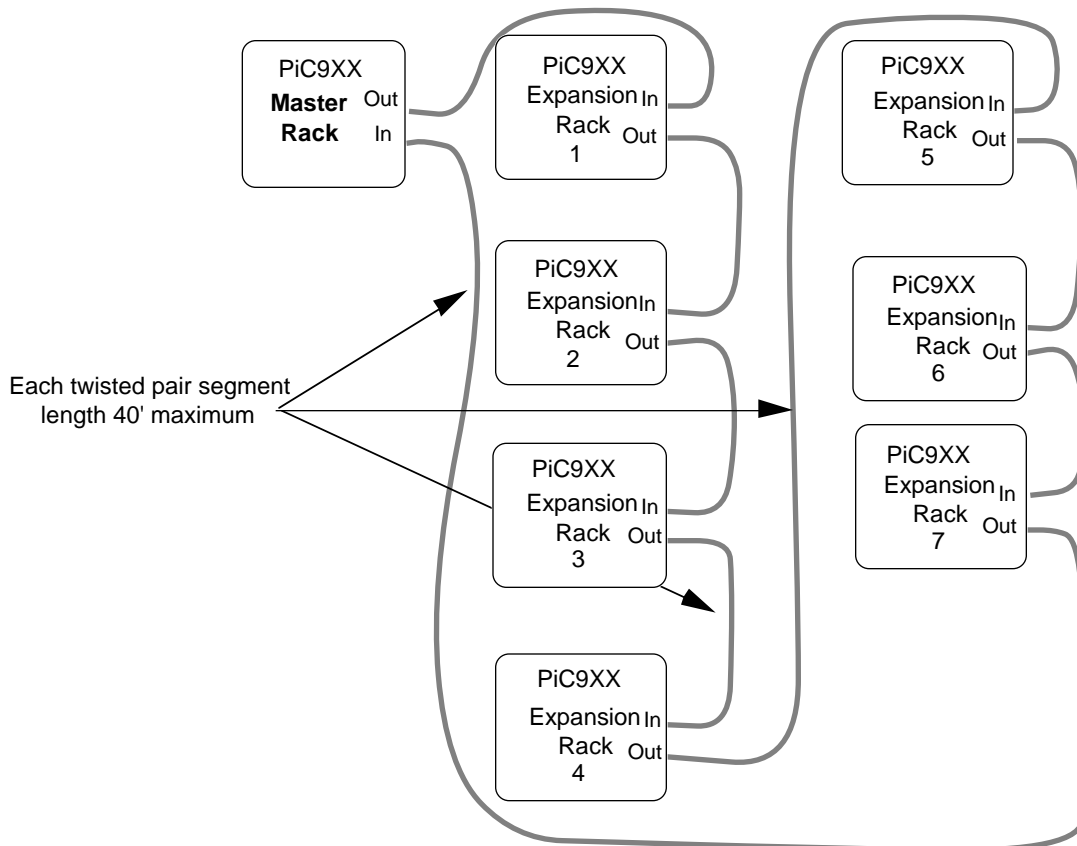 PiC9XX
Master Out
Rack In
PiC9XX
Expansion In
Rack Out
1
PiC9XX
Expansion In
Rack Out
2
Each twisted pair segment
length 40' maximum
PiC9XX
Expansion In
Rack Out
3
PiC9XX
Expansion In
Rack Out
4
PiC9XX
Expansion In
Rack Out
5
PiC9XX
Expansion In
Rack Out
6
PiC9XX
Expansion In
Rack Out
7